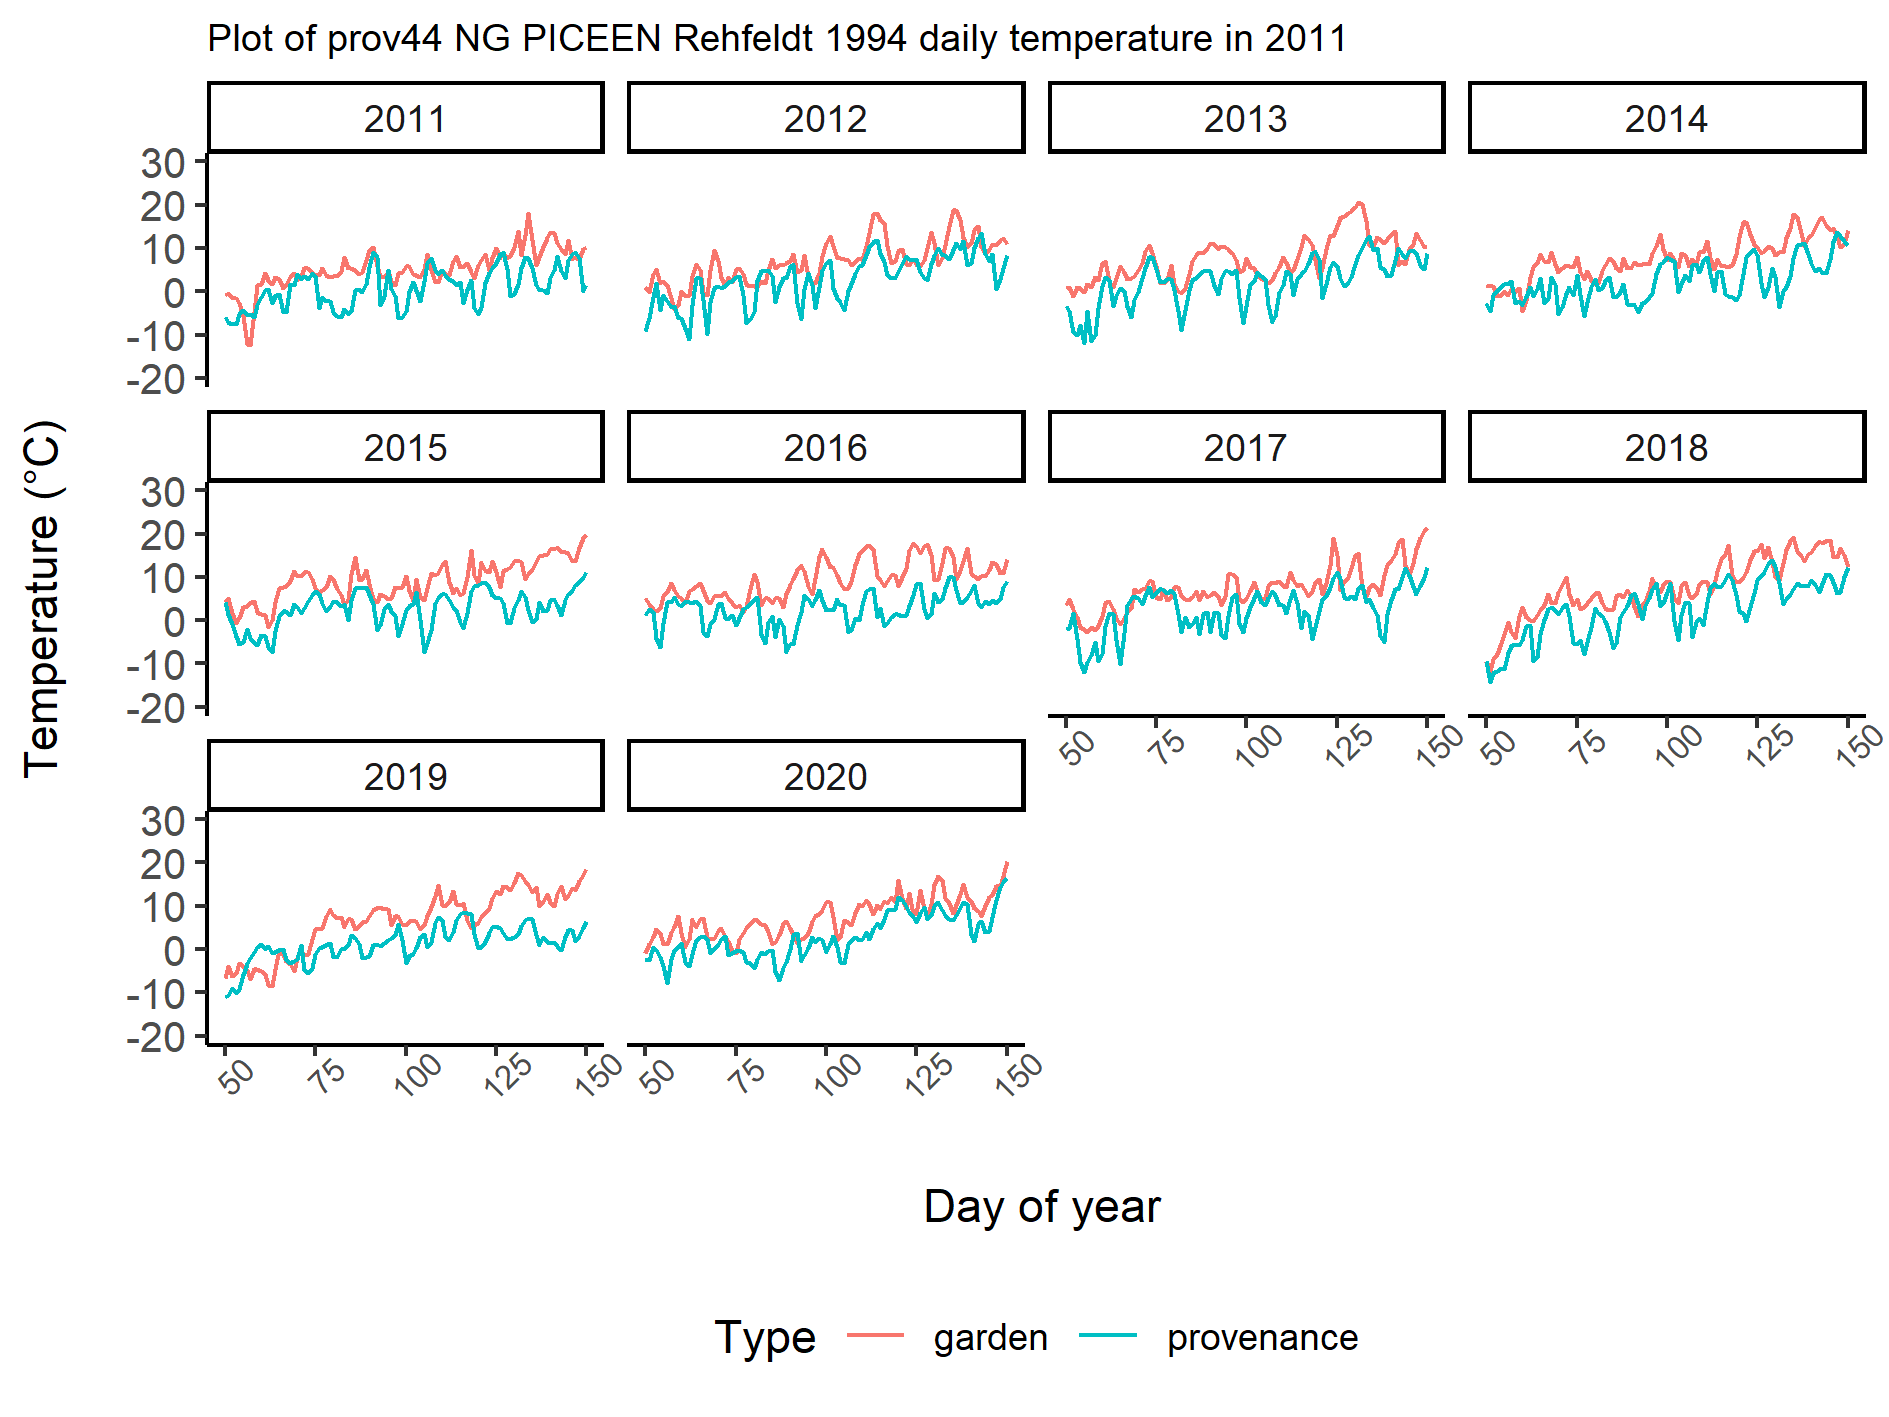 Plot of prov44 NG PICEEN Rehfeldt 1994 daily temperature in 2011
2011 2012 2013 2014
30
20
10
0
-10
-20
2015 2016 2017 2018
30
20
10
0
-10
-20
50 75 100 125 150 50 75 100 125 150
2019 2020
30
20
10
0
-10
-20
50 75 100 125 150 50 75 100 125 150
Temperature (°C)
Day of year
Type garden provenance